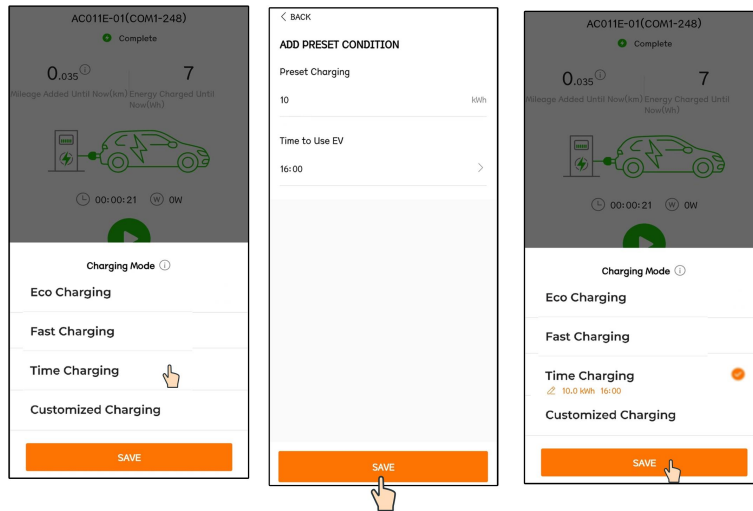 AC011E-01(COM1-248)
Complete
0.035 7
Mileage Added Until Now(km) Energy Charged Until
Now(Wh)
00:00:21 W 0W
Charging Mode i
Eco Charging
Fast Charging
Time Charging
Customized Charging
SAVE
< BACK
ADD PRESET CONDITION
Preset Charging
10 kWh
Time to Use EV
16:00 >
SAVE
AC011E-01(COM1-248)
Complete
0.035 7
Mileage Added Until Now(km) Energy Charged Until
Now(Wh)
00:00:21 W 0W
Charging Mode i
Eco Charging
Fast Charging
Time Charging
10.0 kWh 16:00
Customized Charging
SAVE